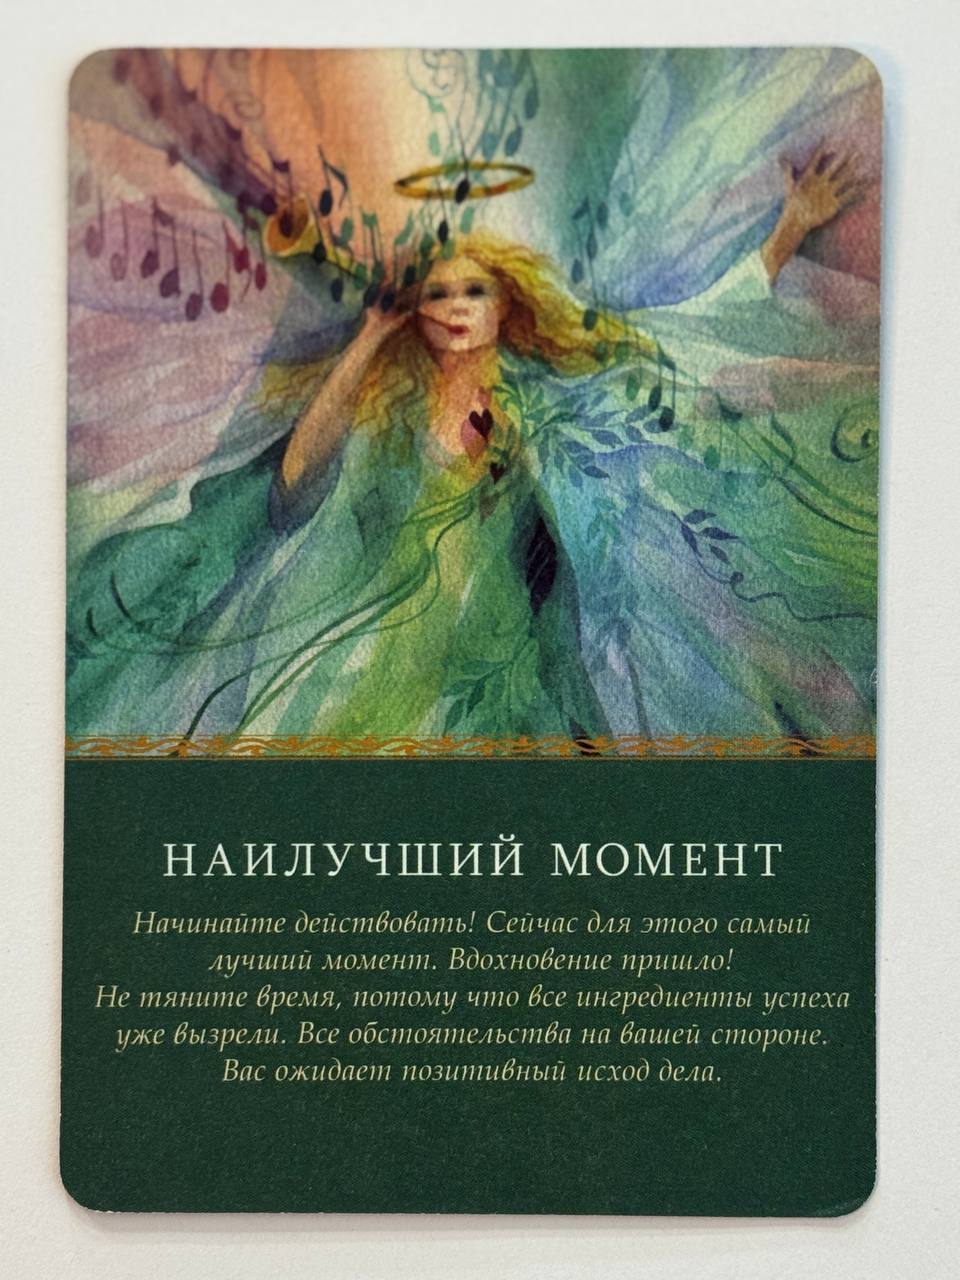 НАИЛУЧШИЙ МОМЕНТ
Начинайте действовать! Сейчас для этого самый
лучший момент. Вдохновение пришло!
Не тяните время, потому что все ингредиенты успеха
уже вызрели. Все обстоятельства на вашей стороне.
Вас ожидает позитивный исход дела.